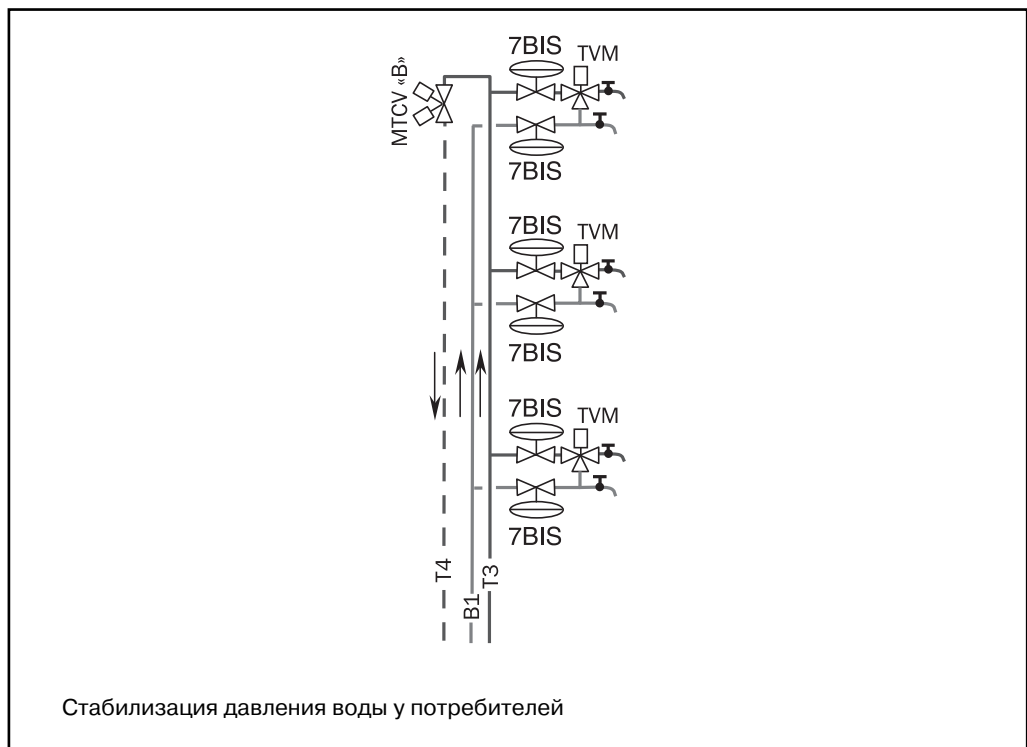 7BIS
TVM
MTCV «B»
7BIS
7BIS
TVM
7BIS
7BIS
TVM
7BIS
T4
B1
T3
Стабилизация давления воды у потребителей